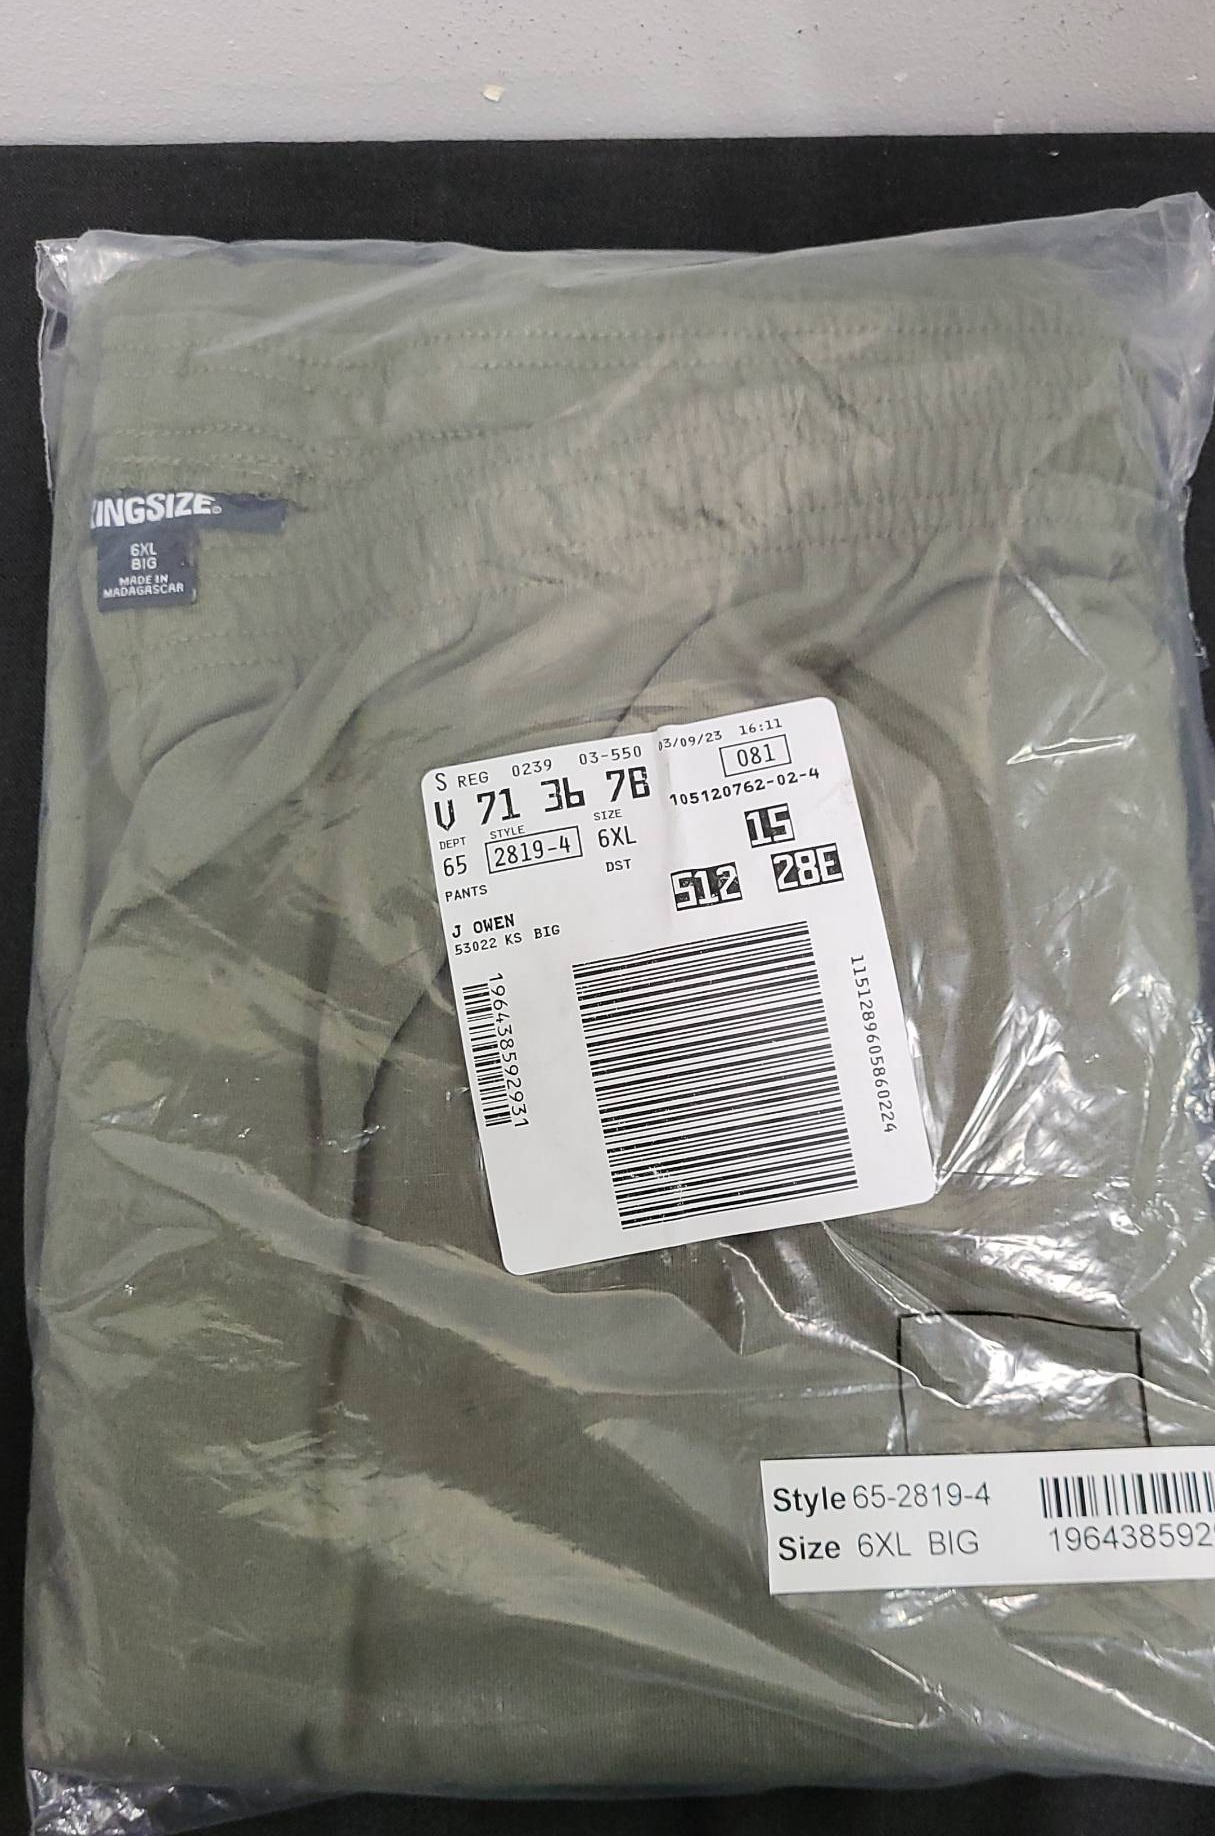 KINGSIZE
6XL
BIG
MADE IN
MADAGASCAR
S REG 0239 03-550 03/09/23 16:11
V 71 36 7B 081
105120762-02-4
DEPT STYLE SIZE
65 2819-4 6XL 15
DST
PANTS 512 28E
J OWEN
53022 KS BIG
196438592931
1151289605860224
Style 65-2819-4
Size 6XL BIG 196438592